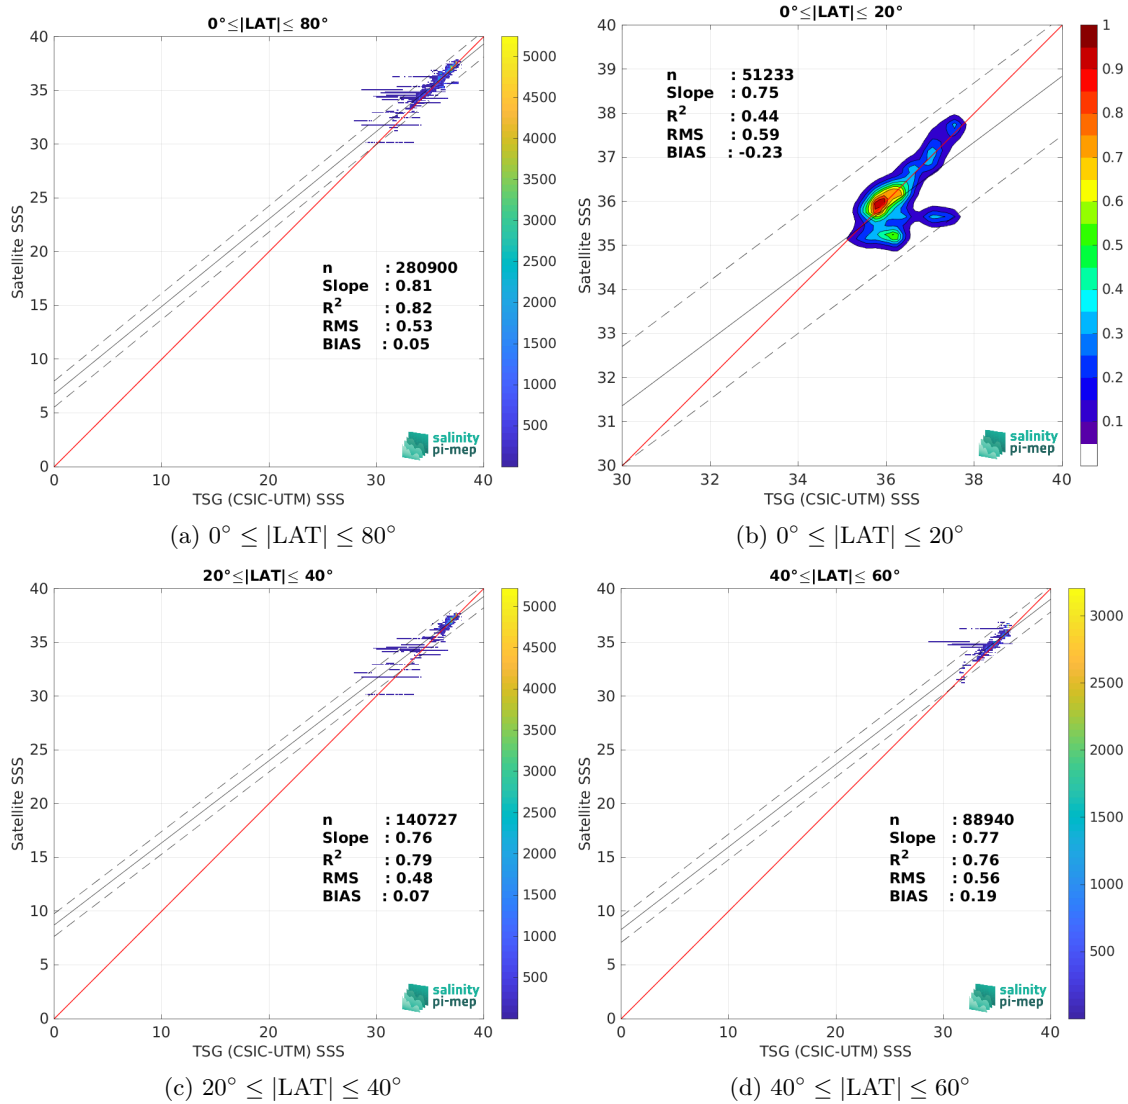 0°≤|LAT|≤ 80°
40
35
30
25
20
15
10
5
0
Satellite SSS
n : 280900
Slope : 0.81
R² : 0.82
RMS : 0.53
BIAS : 0.05
salinity
pi-mep
0 10 20 30 40
TSG (CSIC-UTM) SSS
5000
4500
4000
3500
3000
2500
2000
1500
1000
500
(a) 0° ≤ |LAT| ≤ 80°
0°≤|LAT|≤ 20°
40
39
38
37
36
35
34
33
32
31
30
Satellite SSS
n : 51233
Slope : 0.75
R² : 0.44
RMS : 0.59
BIAS : -0.23
salinity
pi-mep
30 32 34 36 38 40
TSG (CSIC-UTM) SSS
1
0.9
0.8
0.7
0.6
0.5
0.4
0.3
0.2
0.1
(b) 0° ≤ |LAT| ≤ 20°
20°≤|LAT|≤ 40°
40
35
30
25
20
15
10
5
0
Satellite SSS
n : 140727
Slope : 0.76
R² : 0.79
RMS : 0.48
BIAS : 0.07
salinity
pi-mep
0 10 20 30 40
TSG (CSIC-UTM) SSS
5000
4500
4000
3500
3000
2500
2000
1500
1000
500
(c) 20° ≤ |LAT| ≤ 40°
40°≤|LAT|≤ 60°
40
35
30
25
20
15
10
5
0
Satellite SSS
n : 88940
Slope : 0.77
R² : 0.76
RMS : 0.56
BIAS : 0.19
salinity
pi-mep
0 10 20 30 40
TSG (CSIC-UTM) SSS
3000
2500
2000
1500
1000
500
(d) 40° ≤ |LAT| ≤ 60°